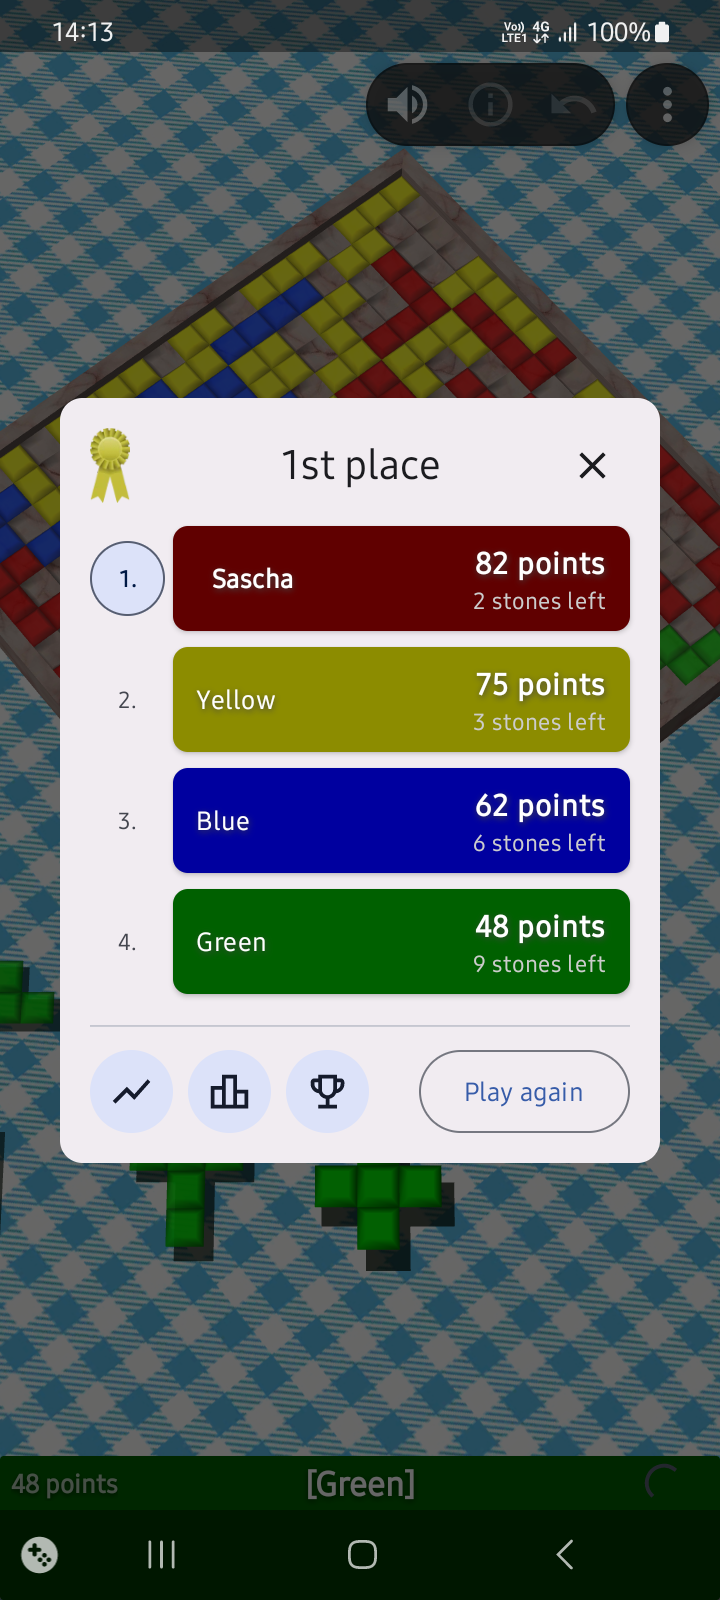 14:13
Vo)) 4G 100%
LTE1
1st place
1. Sascha 82 points
2 stones left
2. Yellow 75 points
3 stones left
3. Blue 62 points
6 stones left
4. Green 48 points
9 stones left
Play again
48 points [Green]